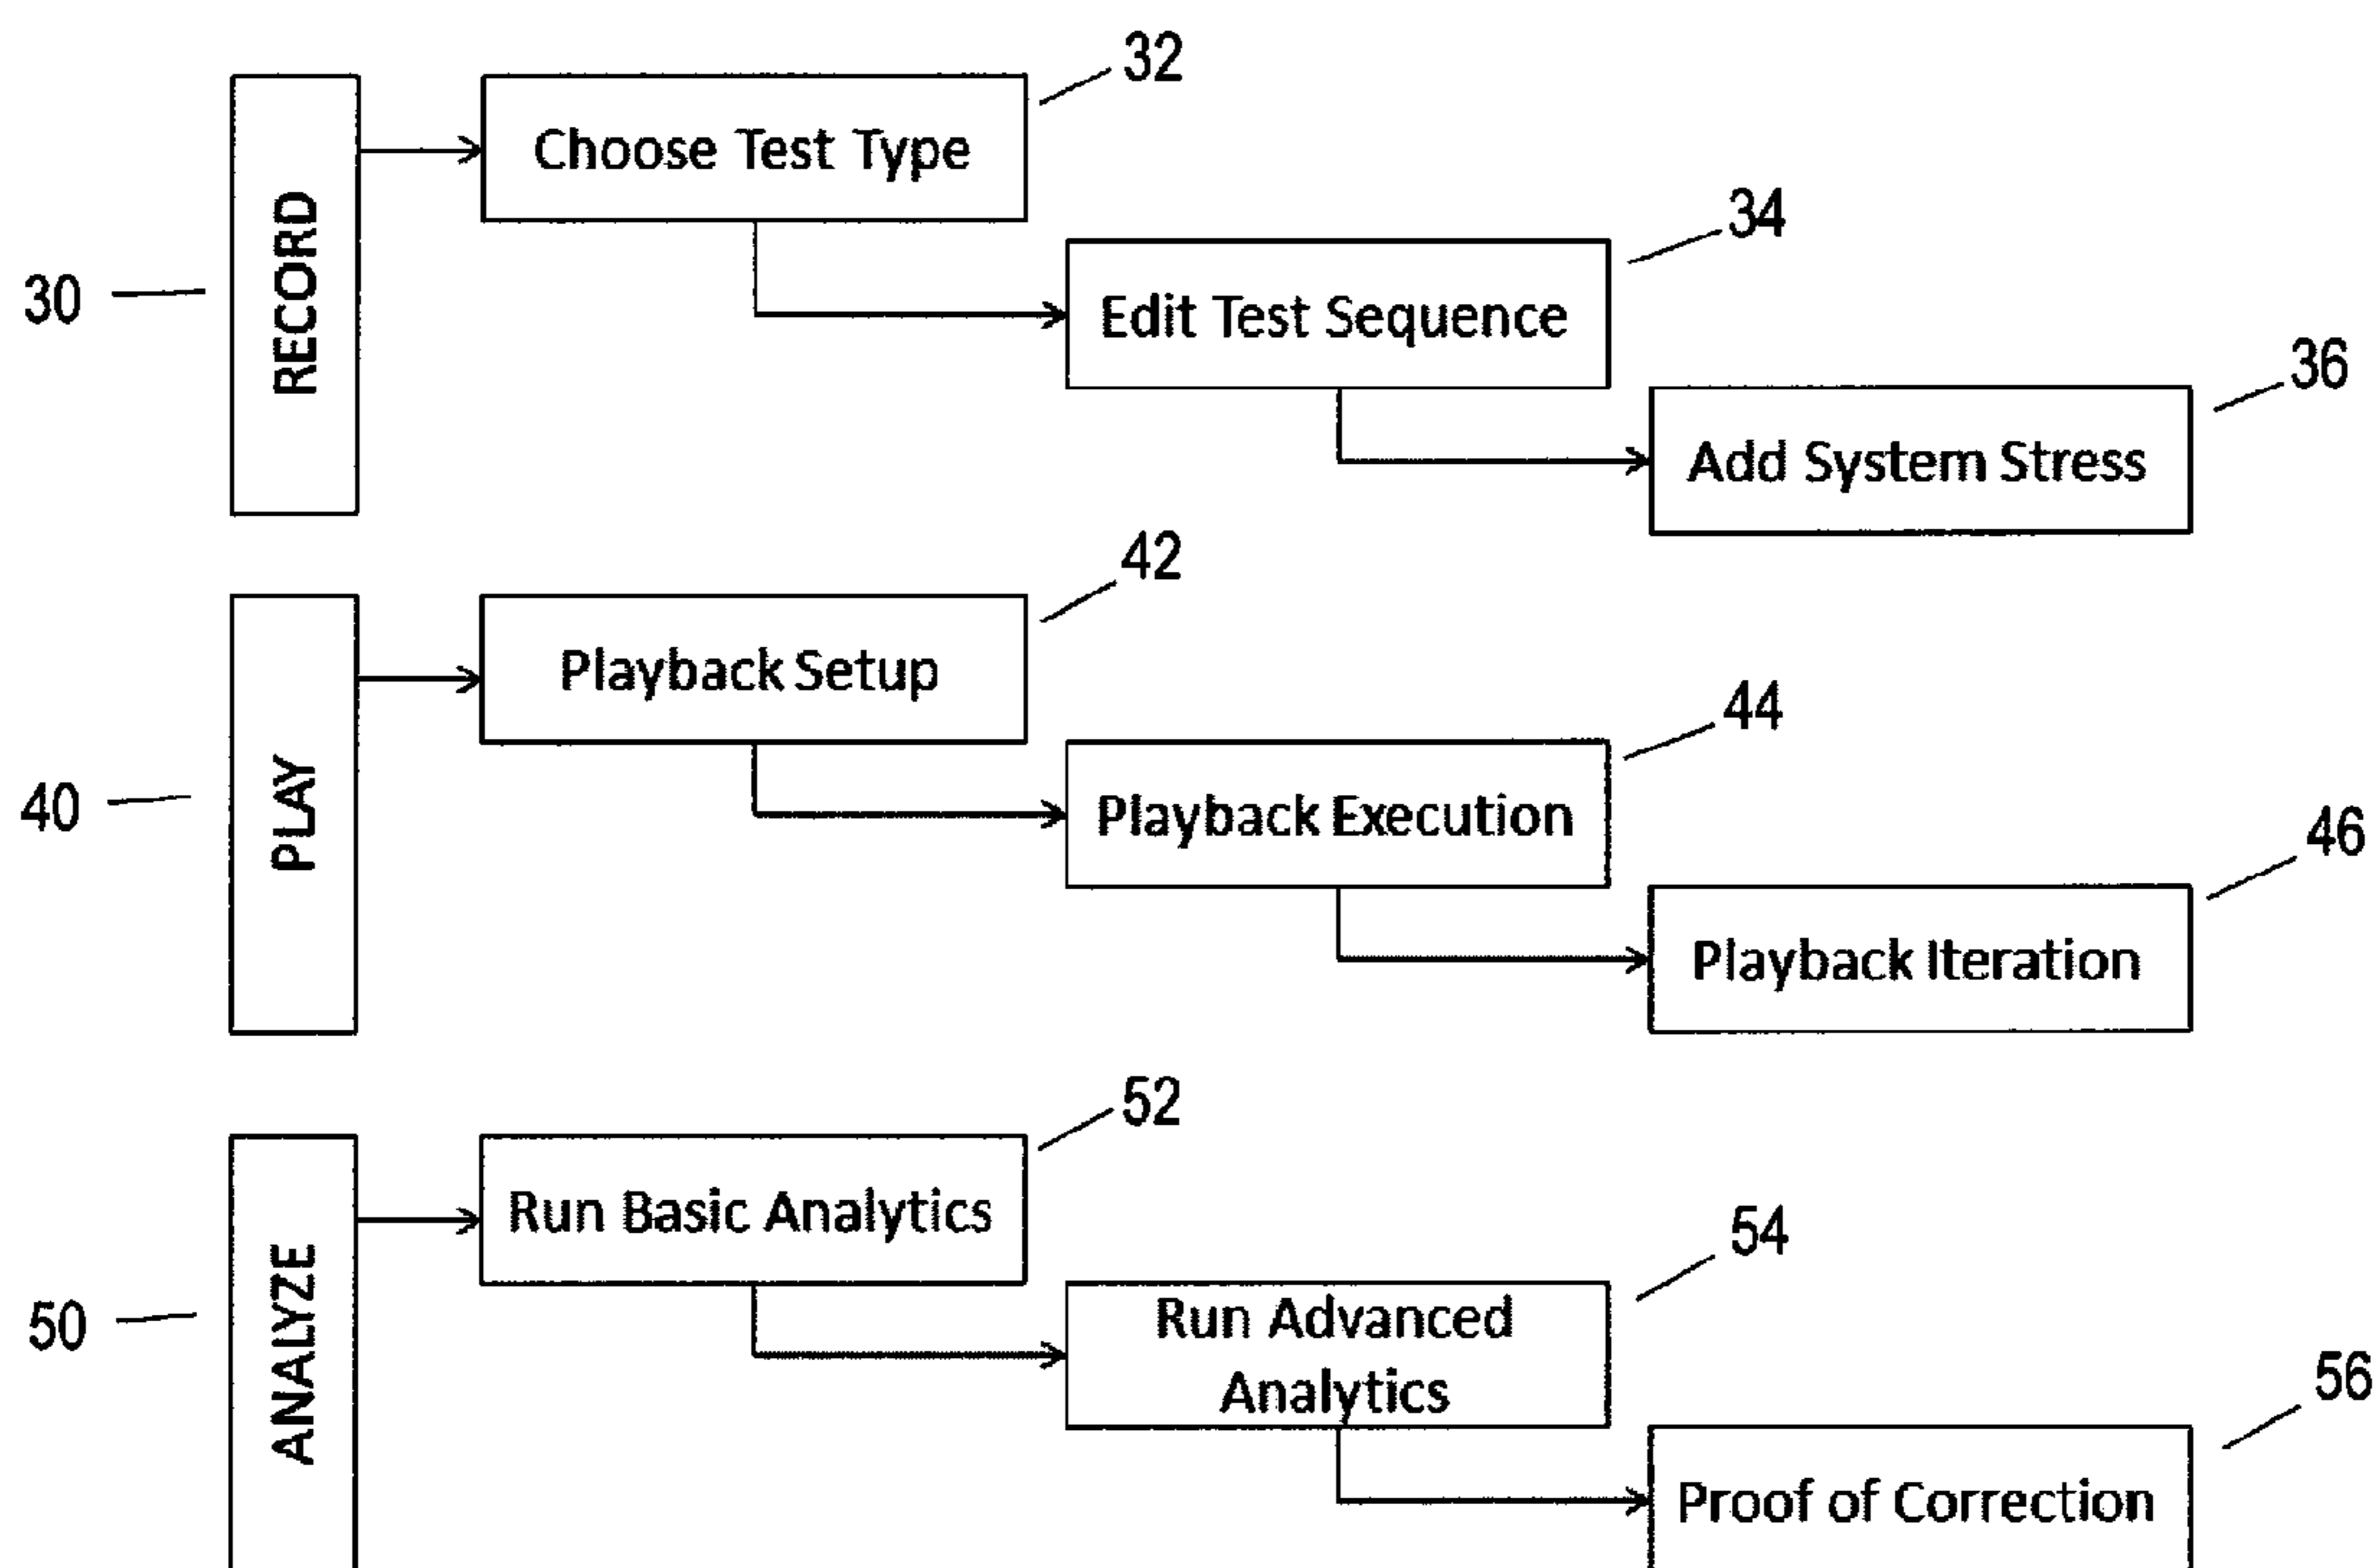 32
Choose Test Type
34
30
RECORD
Edit Test Sequence
36
Add System Stress
42
Playback Setup
44
40
PLAY
Playback Execution
46
Playback Iteration
52
Run Basic Analytics
54
50
ANALYZE
Run Advanced
Analytics
56
Proof of Correction